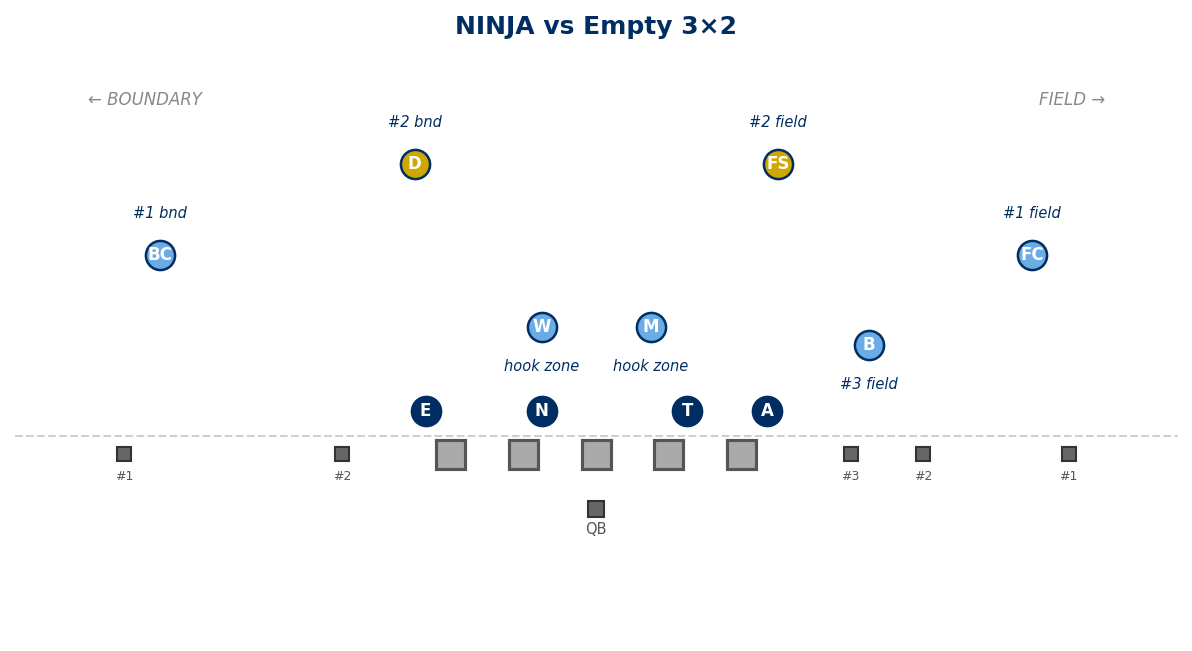 NINJA vs Empty 3×2
← BOUNDARY
FIELD →
#2 bnd
#2 field
D
FS
#1 bnd
#1 field
BC
FC
W
M
B
hook zone
hook zone
#3 field
E
N
T
A
#1
#2
#3
#2
#1
QB